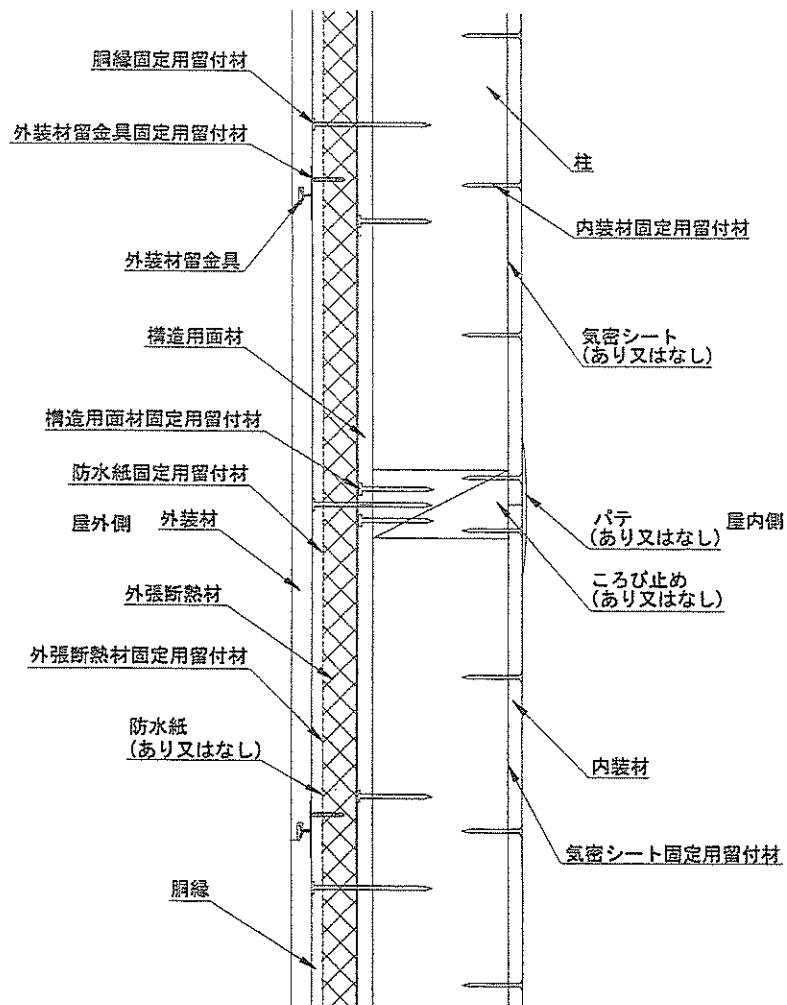 胴縁固定用留付材
外装材留金具固定用留付材
外装材留金具
構造用面材
構造用面材固定用留付材
防水紙固定用留付材
屋外側
外装材
外張断熱材
外張断熱材固定用留付材
防水紙
(あり又はなし)
胴縁
柱
内装材固定用留付材
気密シート
(あり又はなし)
パテ
(あり又はなし)
屋内側
ころび止め
(あり又はなし)
内装材
気密シート固定用留付材